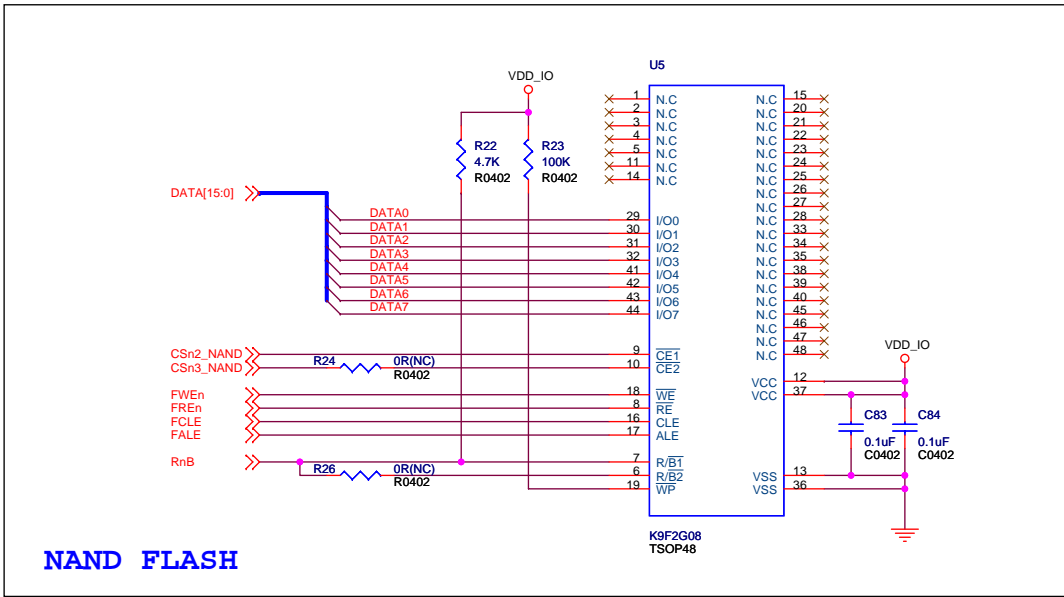 U5
VDD_IO
1 N.C N.C 15
2 N.C N.C 20
3 N.C N.C 21
4 N.C N.C 22
5 N.C N.C 23
11 N.C N.C 24
14 N.C N.C 25
N.C 26
N.C 27
N.C 28
N.C 33
N.C 34
N.C 35
N.C 38
N.C 39
N.C 40
N.C 45
N.C 46
N.C 47
N.C 48
R22
4.7K
R0402
R23
100K
R0402
DATA[15:0]
DATA0 29 I/O0
DATA1 30 I/O1
DATA2 31 I/O2
DATA3 32 I/O3
DATA4 41 I/O4
DATA5 42 I/O5
DATA6 43 I/O6
DATA7 44 I/O7
CSn2_NAND 9 CE1
CSn3_NAND R24 0R(NC) 10 CE2
R0402
FWEn 18 WE
FREn 8 RE
FCLE 16 CLE
FALE 17 ALE
RnB 7 R/B1
R26 0R(NC) 6 R/B2
R0402
19 WP
VDD_IO
VCC 12
VCC 37
C83
0.1uF
C0402
C84
0.1uF
C0402
VSS 13
VSS 36
K9F2G08
TSOP48
NAND FLASH